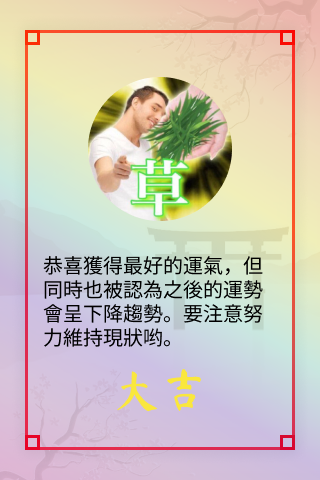 草
恭喜獲得最好的運氣，但
同時也被認為之後的運勢
會呈下降趨勢。要注意努
力維持現狀喲。
大吉